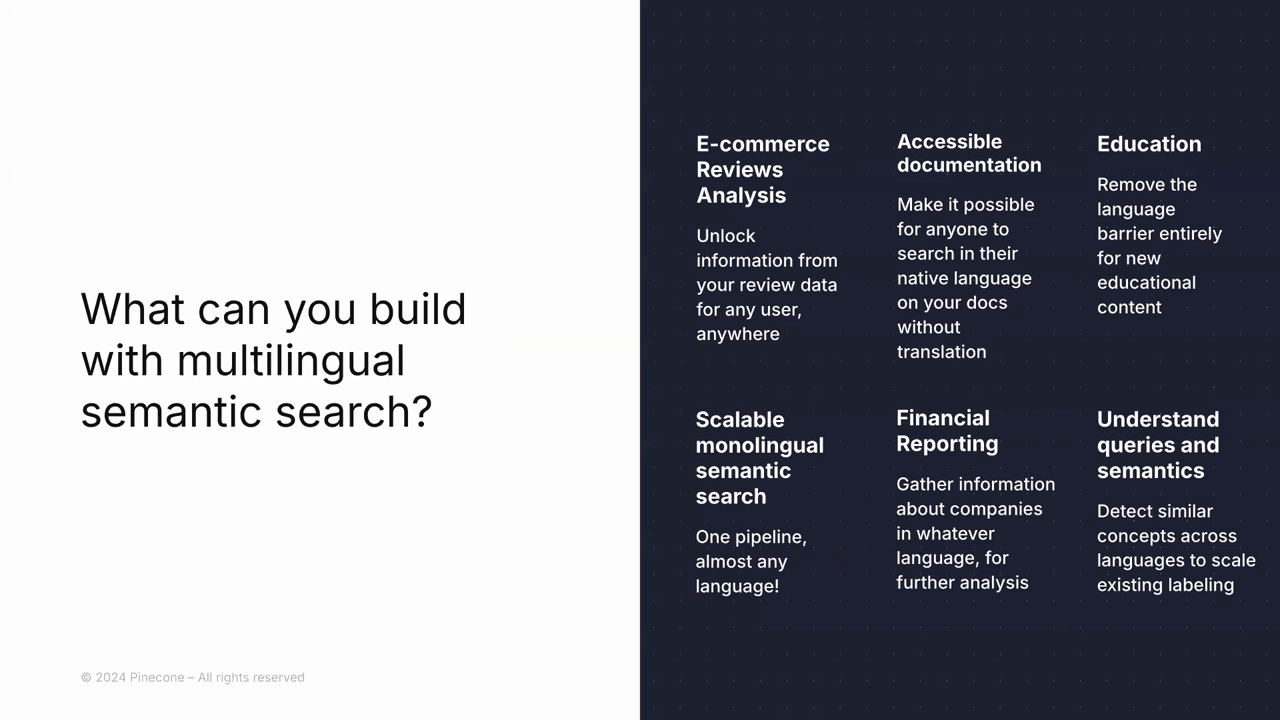 What can you build
with multilingual
semantic search?
© 2024 Pinecone – All rights reserved
E-commerce
Reviews
Analysis
Unlock
information from
your review data
for any user,
anywhere
Accessible
documentation
Make it possible
for anyone to
search in their
native language
on your docs
without
translation
Education
Remove the
language
barrier entirely
for new
educational
content
Scalable
monolingual
semantic
search
One pipeline,
almost any
language!
Financial
Reporting
Gather information
about companies
in whatever
language, for
further analysis
Understand
queries and
semantics
Detect similar
concepts across
languages to scale
existing labeling